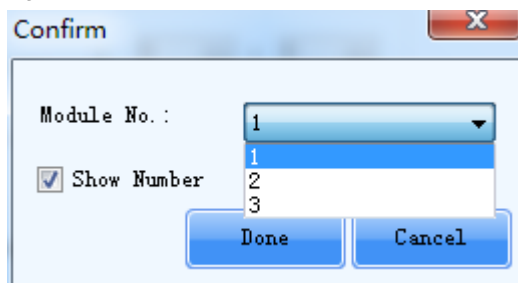 Confirm
Module No.:
1
1
Show Number
2
3
Done
Cancel